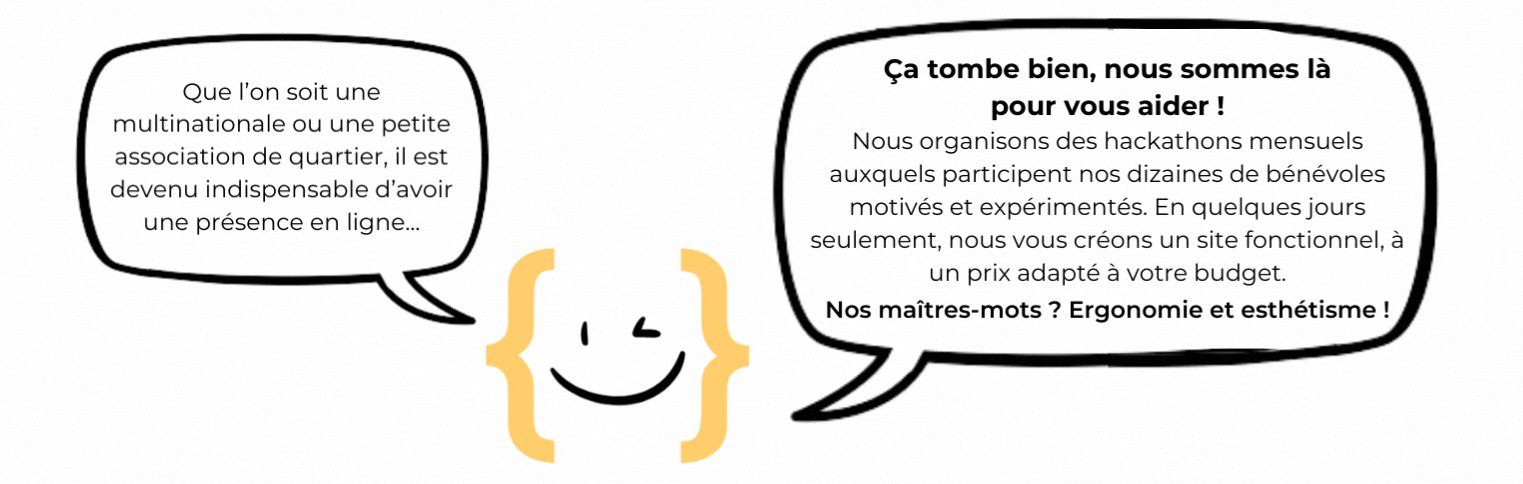 Que l’on soit une
multinationale ou une petite
association de quartier, il est
devenu indispensable d’avoir
une présence en ligne...
Ça tombe bien, nous sommes là
pour vous aider !
Nous organisons des hackathons mensuels
auxquels participent nos dizaines de bénévoles
motivés et expérimentés. En quelques jours
seulement, nous vous créons un site fonctionnel, à
un prix adapté à votre budget.
Nos maîtres-mots ? Ergonomie et esthétisme !